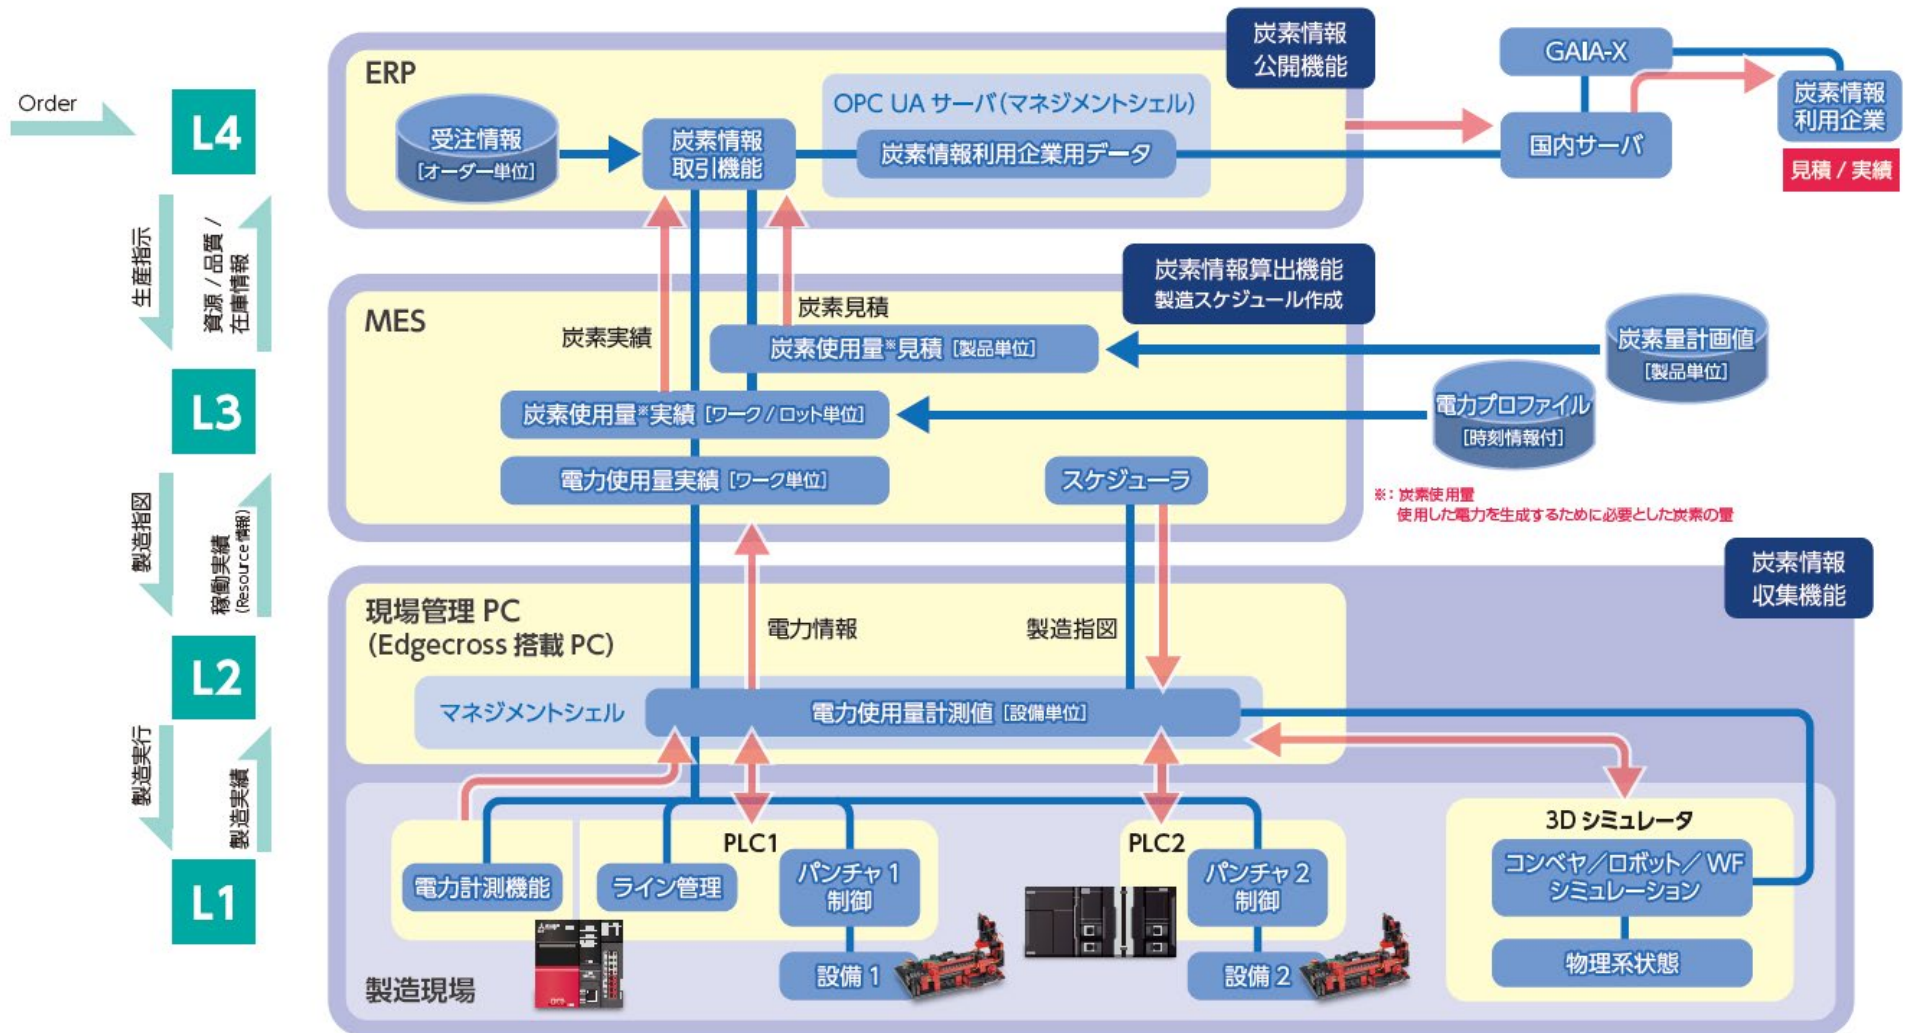 Order
L4
生産指示
資源 / 品質 /
在庫情報
L3
製造指図
稼働実績
(Resource 情報)
L2
製造実行
製造実績
L1
ERP
炭素情報
公開機能
受注情報
[オーダー単位]
炭素情報
取引機能
OPC UA サーバ(マネジメントシェル)
炭素情報利用企業用データ
GAIA-X
国内サーバ
炭素情報
利用企業
見積 / 実績
MES
炭素情報算出機能
製造スケジュール作成
炭素実績
炭素見積
炭素使用量※見積 [製品単位]
炭素量計画値
[製品単位]
炭素使用量※実績 [ワーク / ロット単位]
電力プロファイル
[時刻情報付]
電力使用量実績 [ワーク単位]
スケジューラ
※：炭素使用量
使用した電力を生成するために必要とした炭素の量
炭素情報
収集機能
現場管理 PC
(Edgecross 搭載 PC)
電力情報
製造指図
マネジメントシェル
電力使用量計測値 [設備単位]
PLC1
電力計測機能
ライン管理
パンチャ 1
制御
設備 1
PLC2
パンチャ 2
制御
設備 2
3D シミュレータ
コンベヤ／ロボット／ WF
シミュレーション
物理系状態
製造現場